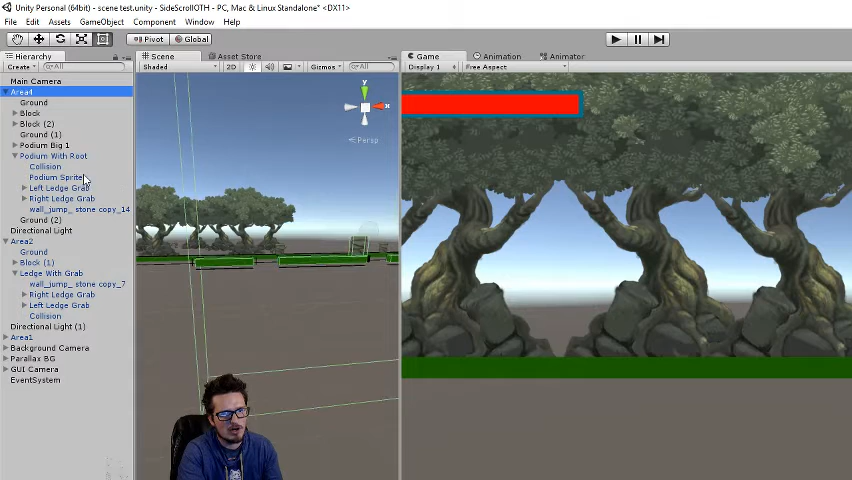 Unity Personal (64bit) - scene test.unity - SideScrollOTH - PC, Mac & Linux Standalone* <DX11>
File Edit Assets GameObject Component Window Help
Pivot Global
Hierarchy
Create All
Main Camera
Area4
Ground
Block
Block (2)
Ground (1)
Podium Big 1
Podium With Root
Collision
Podium Sprite
Left Ledge Grab
Right Ledge Grab
wall_jump_ stone copy_14
Ground (2)
Directional Light
Area2
Ground
Block (1)
Ledge With Grab
wall_jump_ stone copy_7
Right Ledge Grab
Left Ledge Grab
Collision
Directional Light (1)
Area1
Background Camera
Parallax BG
GUI Camera
EventSystem
Scene Asset Store
Shaded 2D Gizmos All
y
x
Persp
Game Animation Animator
Display 1 Free Aspect